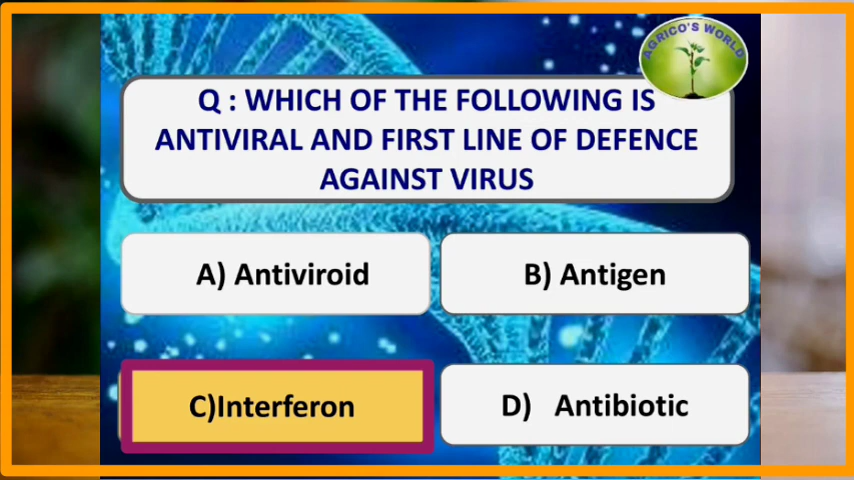 AGRICO'S WORLD
Q : WHICH OF THE FOLLOWING IS
ANTIVIRAL AND FIRST LINE OF DEFENCE
AGAINST VIRUS
A) Antiviroid
B) Antigen
C)Interferon
D) Antibiotic